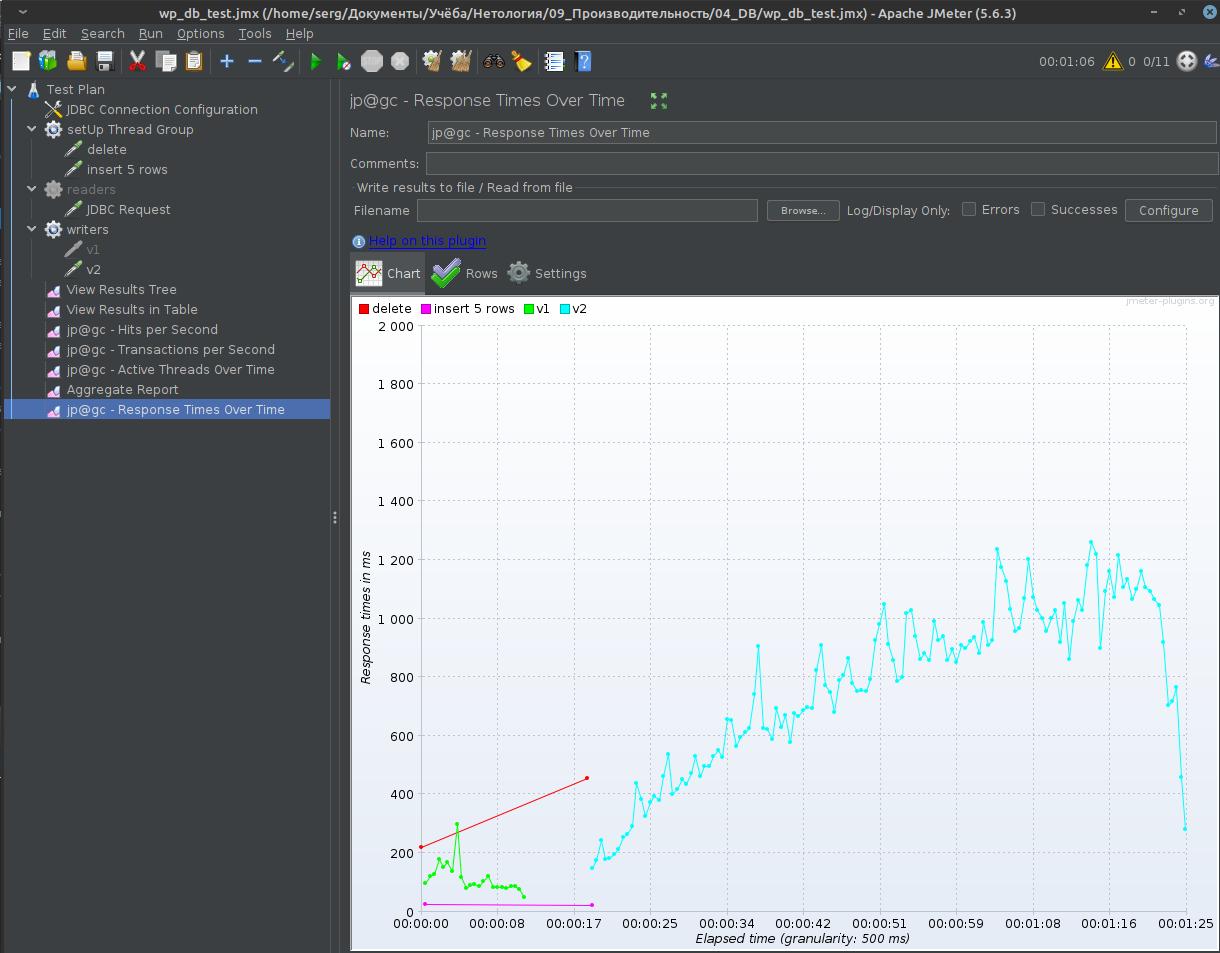 wp_db_test.jmx (/home/serg/Документы/Учёба/Нетология/09_Производительность/04_DB/wp_db_test.jmx) - Apache JMeter (5.6.3)
File Edit Search Run Options Tools Help
STOP
00:01:06 0 0/11
Test Plan
JDBC Connection Configuration
setUp Thread Group
delete
insert 5 rows
readers
JDBC Request
writers
v1
v2
View Results Tree
View Results in Table
jp@gc - Hits per Second
jp@gc - Transactions per Second
jp@gc - Active Threads Over Time
Aggregate Report
jp@gc - Response Times Over Time
jp@gc - Response Times Over Time
Name: jp@gc - Response Times Over Time
Comments:
Write results to file / Read from file
Filename Browse... Log/Display Only: Errors Successes Configure
Help on this plugin
Chart Rows Settings
jmeter-plugins.org
delete insert 5 rows v1 v2
2 000
1 800
1 600
1 400
1 200
1 000
800
600
400
200
0
Response times in ms
00:00:00 00:00:08 00:00:17 00:00:25 00:00:34 00:00:42 00:00:51 00:00:59 00:01:08 00:01:16 00:01:25
Elapsed time (granularity: 500 ms)